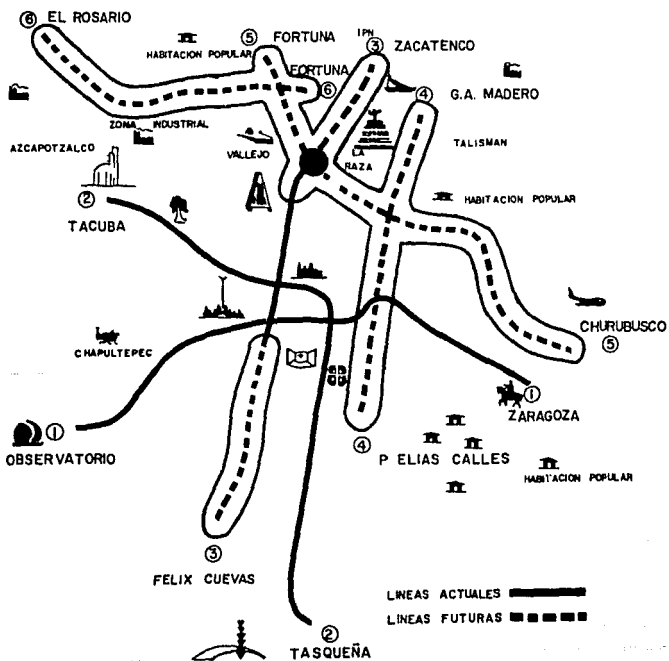 ⑥ EL ROSARIO
⑤ FORTUNA
HABITACION POPULAR
IPN
③ ZACATENCO
FORTUNA
⑥
④
G.A. MADERO
ZONA INDUSTRIAL
VALLEJO
LA RAZA
TALISMAN
AZCAPOTZALCO
②
TACUBA
HABITACION POPULAR
CHURUBUSCO
⑤
CHAPULTEPEC
①
ZARAGOZA
①
OBSERVATORIO
④
P ELIAS CALLES
HABITACION POPULAR
③
FELIX CUEVAS
LINEAS ACTUALES
LINEAS FUTURAS
②
TASQUEÑA